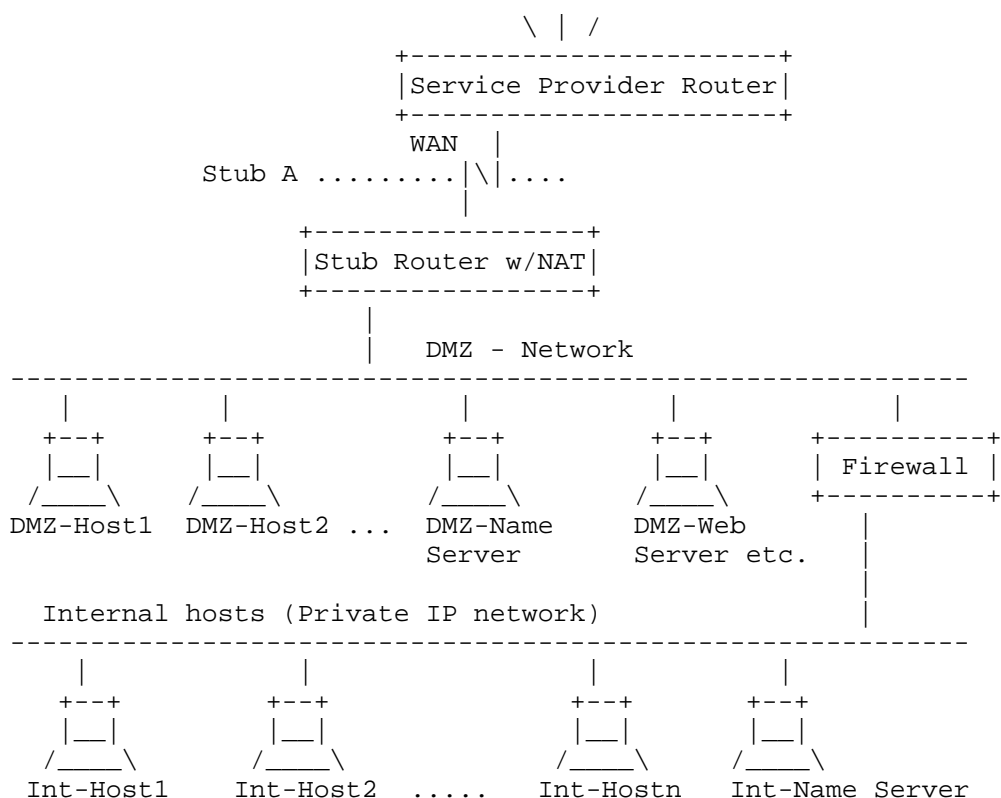 Service Provider Router
WAN
Stub A
Stub Router w/NAT
DMZ - Network
Firewall
DMZ-Host1 DMZ-Host2 ... DMZ-Name DMZ-Web
Server Server etc.
Internal hosts (Private IP network)
Int-Host1 Int-Host2 ..... Int-Hostn Int-Name Server